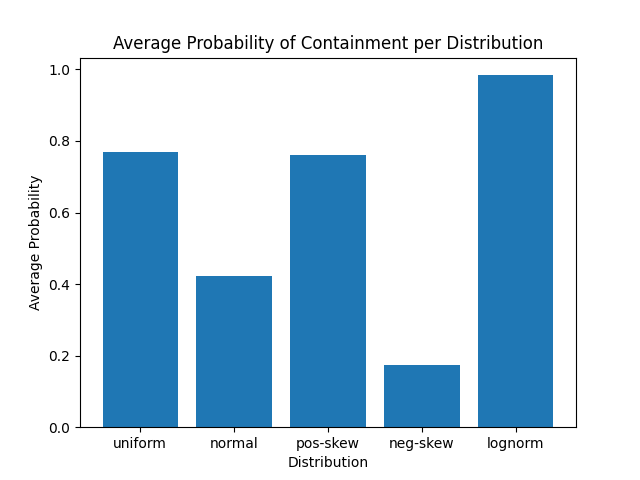 Average Probability of Containment per Distribution
1.0
0.8
0.6
0.4
0.2
0.0
Average Probability
uniform normal pos-skew neg-skew lognorm
Distribution